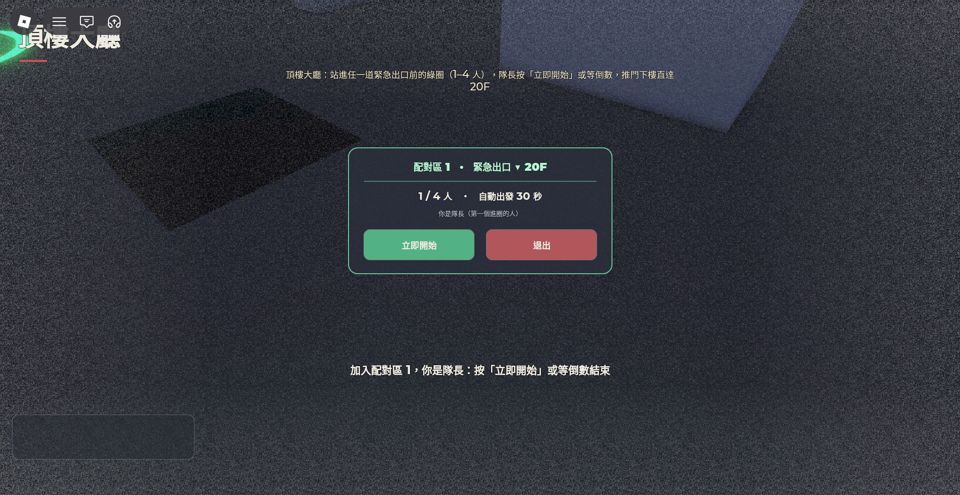 頂樓大廳
頂樓大廳：站進任一道緊急出口前的綠圈（1–4 人），隊長按「立即開始」或等倒數，推門下樓直達
20F
配對區 1 • 緊急出口 ▼ 20F
1 / 4 人 • 自動出發 30 秒
你是隊長（第一個進圈的人）
立即開始
退出
加入配對區 1，你是隊長：按「立即開始」或等倒數結束